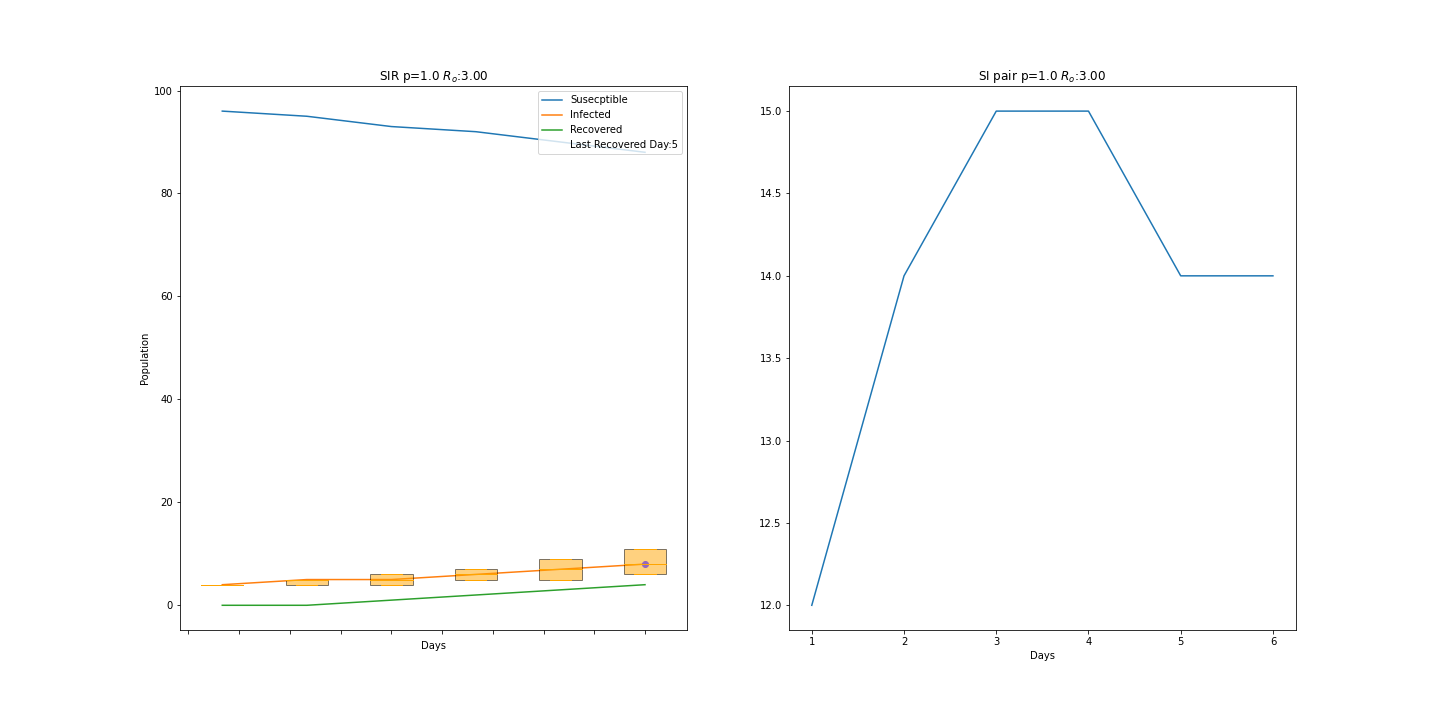 SIR p=1.0 Rₒ:3.00
100
80
60
40
20
0
Population
Susecptible
Infected
Recovered
Last Recovered Day:5
Days
SI pair p=1.0 Rₒ:3.00
15.0
14.5
14.0
13.5
13.0
12.5
12.0
1 2 3 4 5 6
Days